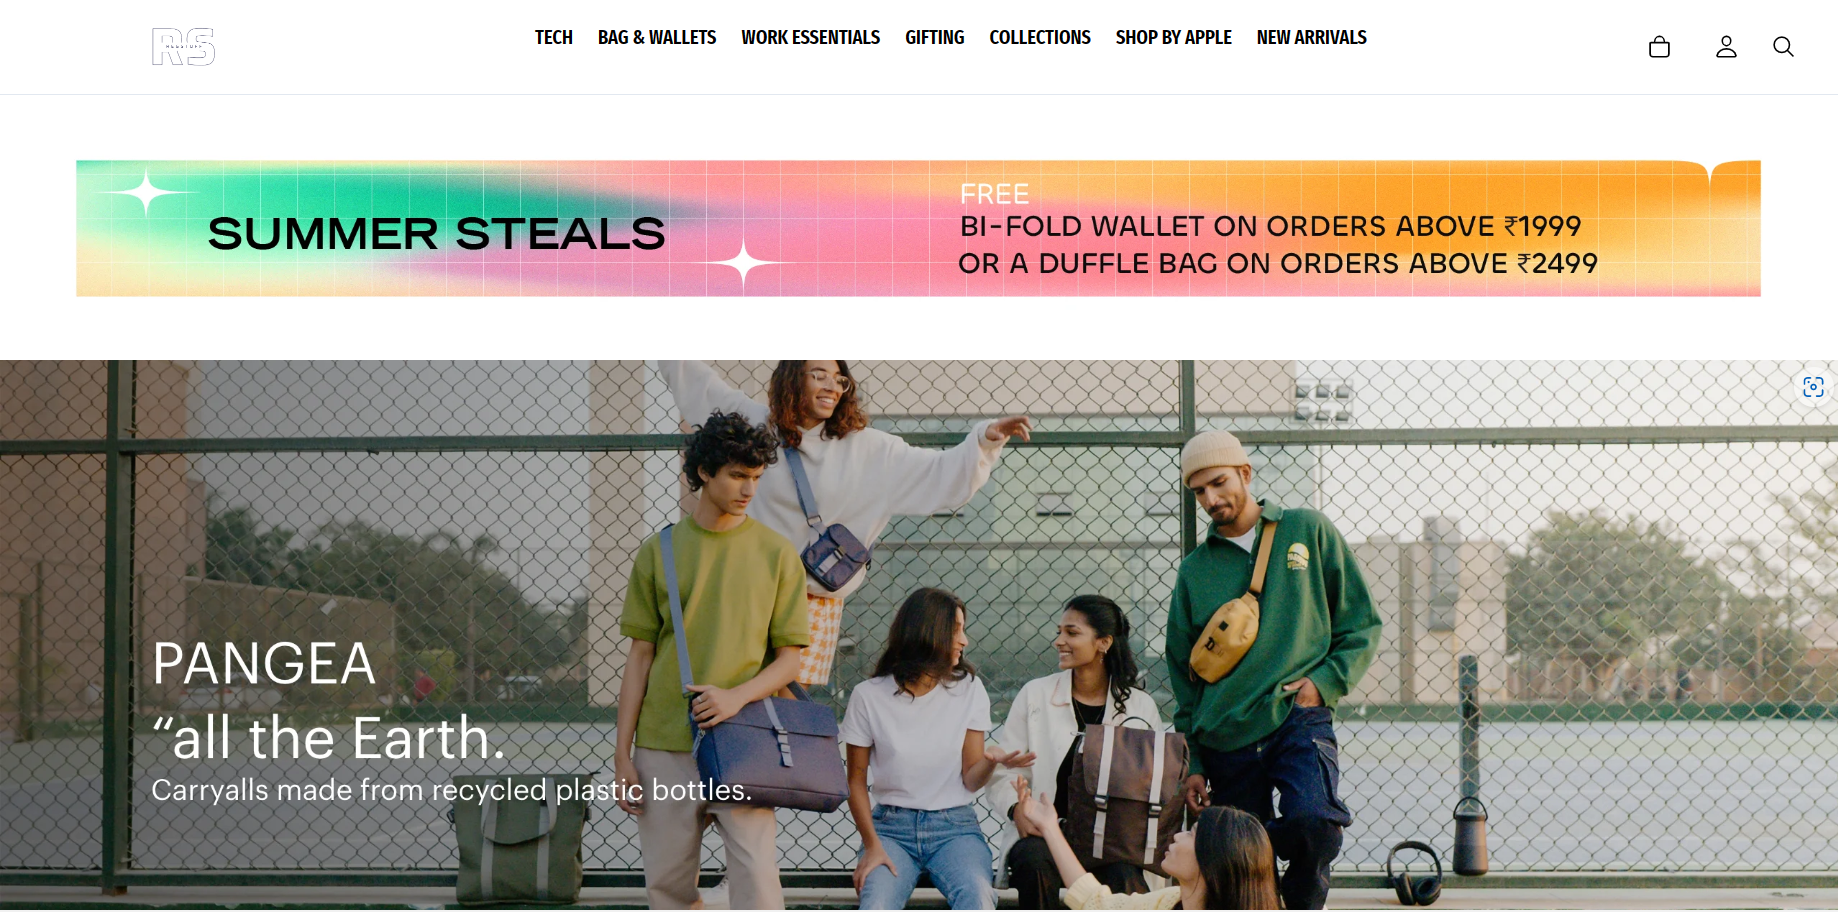 RS
TECH BAG & WALLETS WORK ESSENTIALS GIFTING COLLECTIONS SHOP BY APPLE NEW ARRIVALS
SUMMER STEALS
FREE
BI-FOLD WALLET ON ORDERS ABOVE ₹1999
OR A DUFFLE BAG ON ORDERS ABOVE ₹2499
PANGEA
“all the Earth.
Carryalls made from recycled plastic bottles.